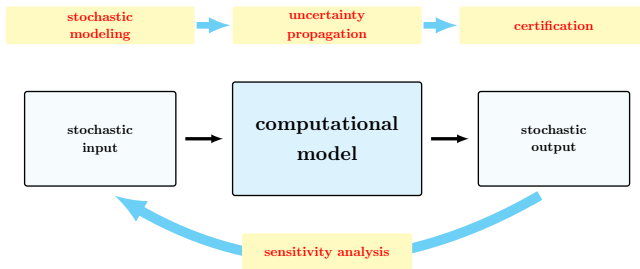 stochastic
modeling
uncertainty
propagation
certification
stochastic
input
computational
model
stochastic
output
sensitivity analysis